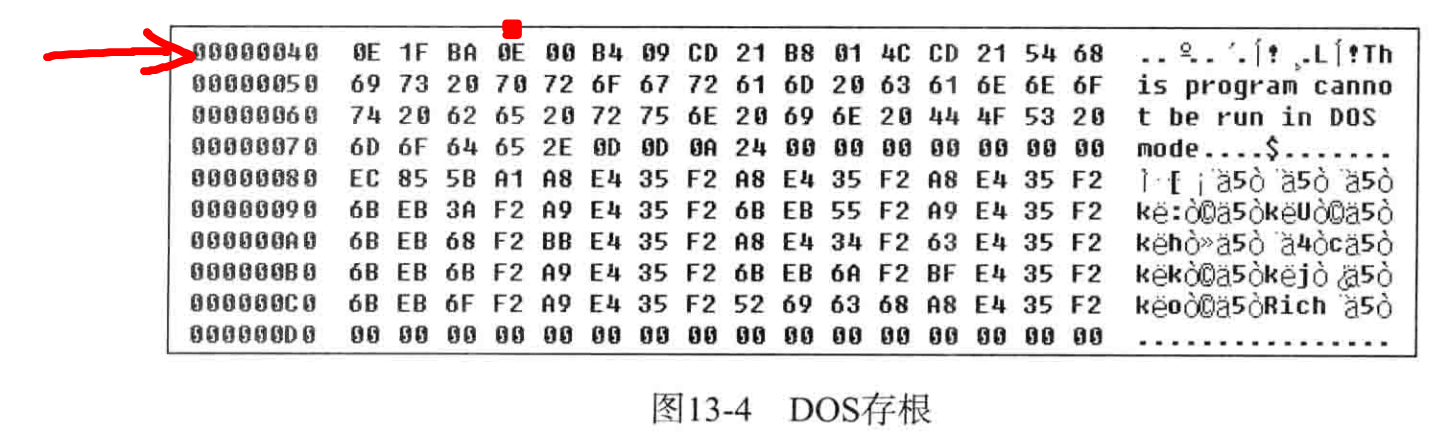 00000040 0E 1F BA 0E 00 B4 09 CD 21 B8 01 4C CD 21 54 68 ..º..´.Í!¸.LÍ!Th
00000050 69 73 20 70 72 6F 67 72 61 6D 20 63 61 6E 6E 6F is program canno
00000060 74 20 62 65 20 72 75 6E 20 69 6E 20 44 4F 53 20 t be run in DOS
00000070 6D 6F 64 65 2E 0D 0D 0A 24 00 00 00 00 00 00 00 mode....$.......
00000080 EC 85 5B A1 A8 E4 35 F2 A8 E4 35 F2 A8 E4 35 F2 ì·[¡¨ä5ò¨ä5ò¨ä5ò
00000090 6B EB 3A F2 A9 E4 35 F2 6B EB 55 F2 A9 E4 35 F2 kë:ò©ä5òkëUò©ä5ò
000000A0 6B EB 68 F2 BB E4 35 F2 A8 E4 34 F2 63 E4 35 F2 këhò»ä5ò¨ä4òcä5ò
000000B0 6B EB 6B F2 A9 E4 35 F2 6B EB 6A F2 BF E4 35 F2 këkò©ä5òkëjò¿ä5ò
000000C0 6B EB 6F F2 A9 E4 35 F2 52 69 63 68 A8 E4 35 F2 këoò©ä5òRich¨ä5ò
000000D0 00 00 00 00 00 00 00 00 00 00 00 00 00 00 00 00 ................
图13-4 DOS存根